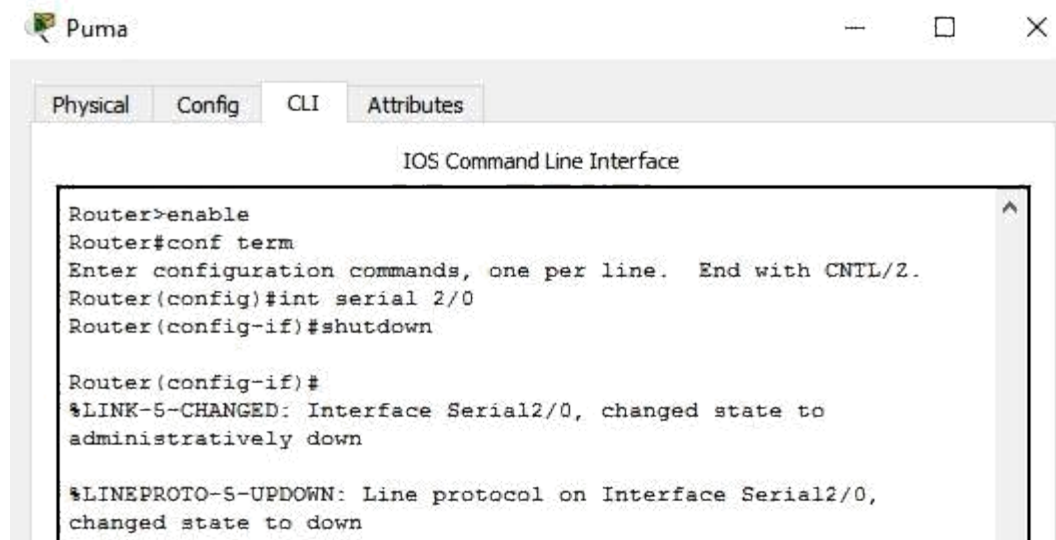 Puma
Physical Config CLI Attributes
IOS Command Line Interface
Router>enable
Router#conf term
Enter configuration commands, one per line.  End with CNTL/Z.
Router(config)#int serial 2/0
Router(config-if)#shutdown
Router(config-if)#
%LINK-5-CHANGED: Interface Serial2/0, changed state to
administratively down
%LINEPROTO-5-UPDOWN: Line protocol on Interface Serial2/0,
changed state to down